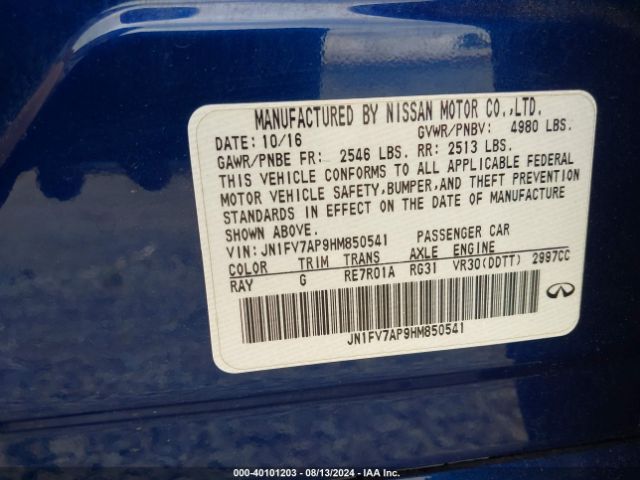 MANUFACTURED BY NISSAN MOTOR CO.,LTD.
DATE: 10/16 GVWR/PNBV: 4980 LBS.
GAWR/PNBE FR: 2546 LBS. RR: 2513 LBS.
THIS VEHICLE CONFORMS TO ALL APPLICABLE FEDERAL
MOTOR VEHICLE SAFETY,BUMPER,AND THEFT PREVENTION
STANDARDS IN EFFECT ON THE DATE OF MANUFACTURE
SHOWN ABOVE.
VIN: JN1FV7AP9HM850541 PASSENGER CAR
COLOR TRIM TRANS AXLE ENGINE
RAY G RE7R01A RG31 VR30(DDTT) 2997CC
JN1FV7AP9HM850541
000-40101203 - 08/13/2024 - IAA Inc.